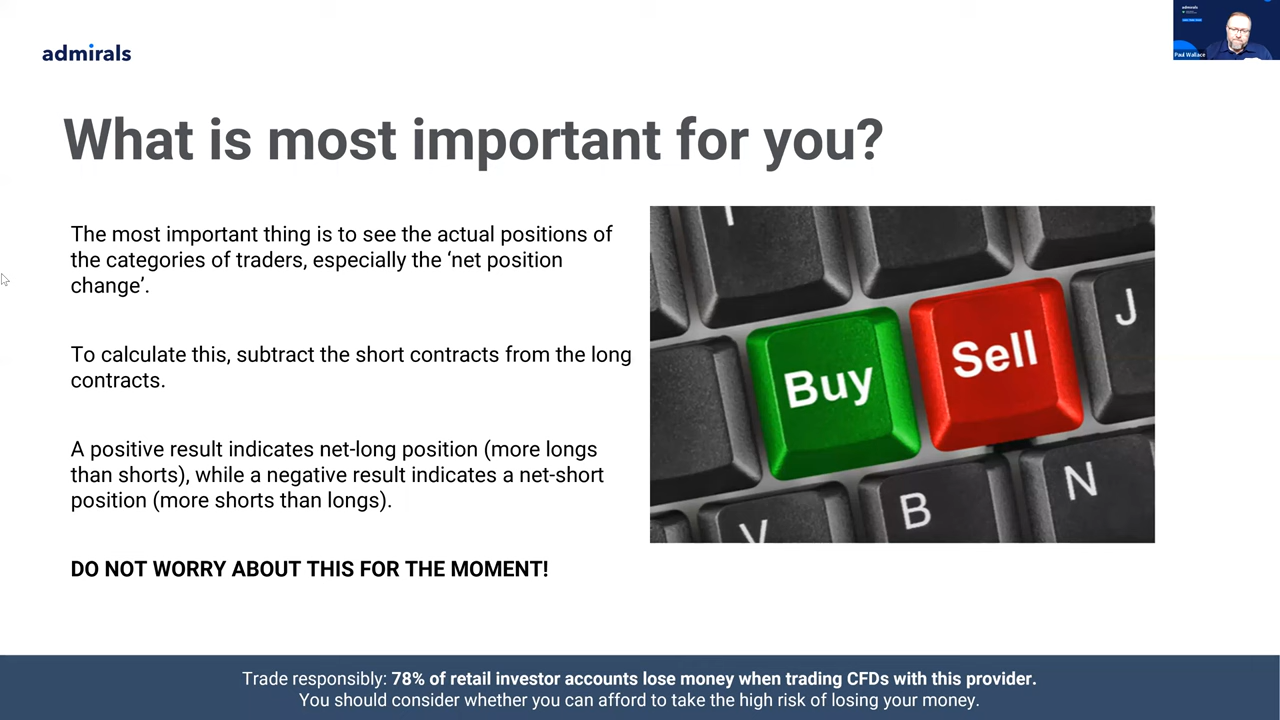 admirals
admirals
Paul Wallace
What is most important for you?
The most important thing is to see the actual positions of
the categories of traders, especially the ‘net position
change’.
To calculate this, subtract the short contracts from the long
contracts.
A positive result indicates net-long position (more longs
than shorts), while a negative result indicates a net-short
position (more shorts than longs).
DO NOT WORRY ABOUT THIS FOR THE MOMENT!
Buy
Sell
J
V
B
N
Trade responsibly: 78% of retail investor accounts lose money when trading CFDs with this provider.
You should consider whether you can afford to take the high risk of losing your money.